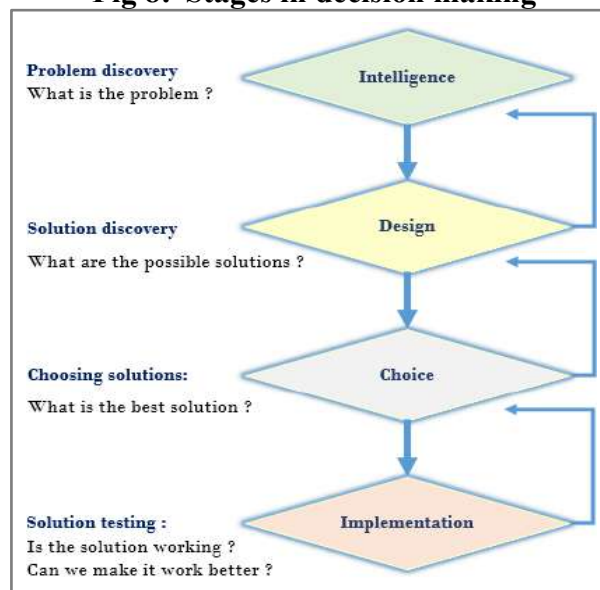 Fig 8: Stages in decision making
Problem discovery
What is the problem ?
Intelligence
Solution discovery
What are the possible solutions ?
Design
Choosing solutions:
What is the best solution ?
Choice
Solution testing :
Is the solution working ?
Can we make it work better ?
Implementation